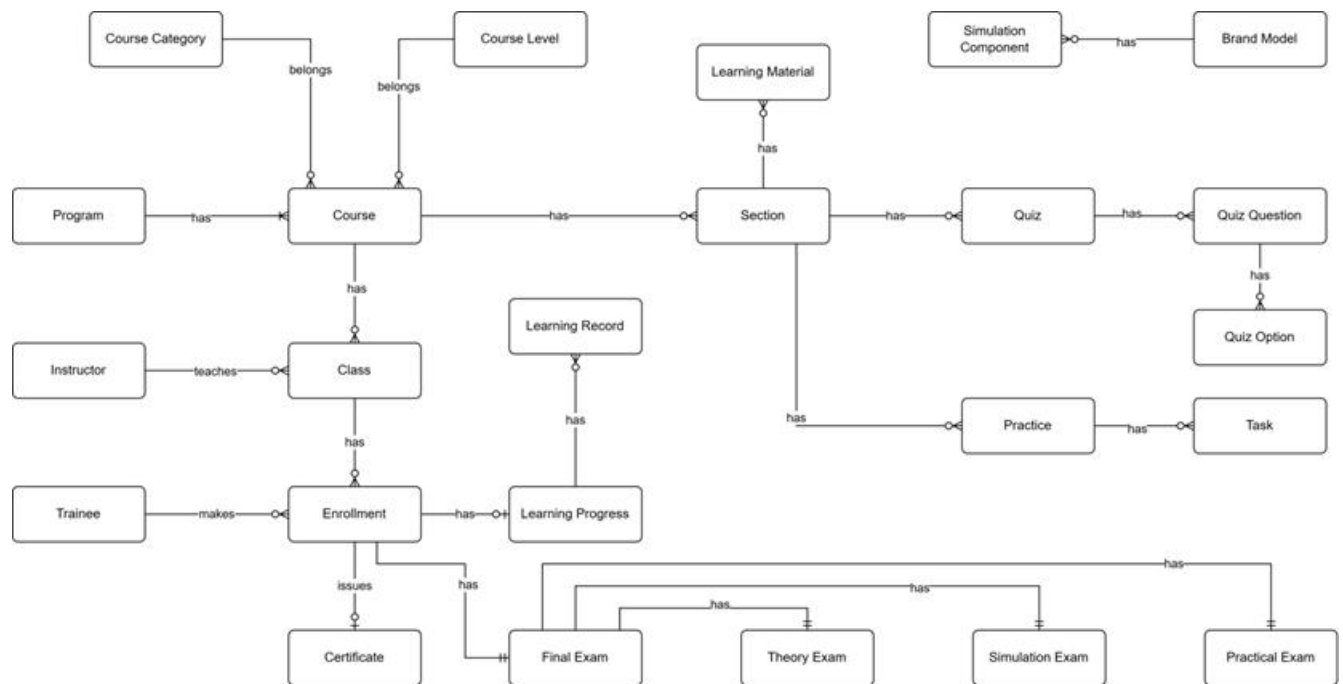 Course Category
Course Level
Simulation
Component
has
Brand Model
Learning Material
belongs
belongs
has
Program
has
Course
has
Section
has
Quiz
has
Quiz Question
has
has
Learning Record
Quiz Option
Instructor
teaches
Class
has
has
has
Practice
has
Task
Trainee
makes
Enrollment
has
Learning Progress
issues
has
has
has
has
Certificate
Final Exam
Theory Exam
Simulation Exam
Practical Exam